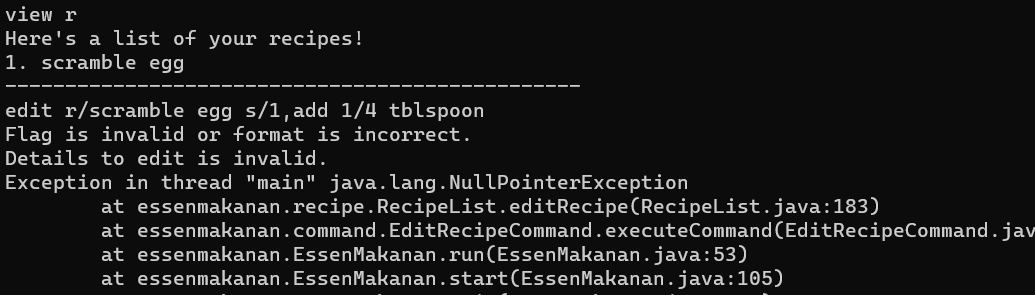 view r
Here's a list of your recipes!
1. scramble egg
------------------------------------------------
edit r/scramble egg s/1,add 1/4 tblspoon
Flag is invalid or format is incorrect.
Details to edit is invalid.
Exception in thread "main" java.lang.NullPointerException
at essenmakanan.recipe.RecipeList.editRecipe(RecipeList.java:183)
at essenmakanan.command.EditRecipeCommand.executeCommand(EditRecipeCommand.jav
at essenmakanan.EssenMakanan.run(EssenMakanan.java:53)
at essenmakanan.EssenMakanan.start(EssenMakanan.java:105)